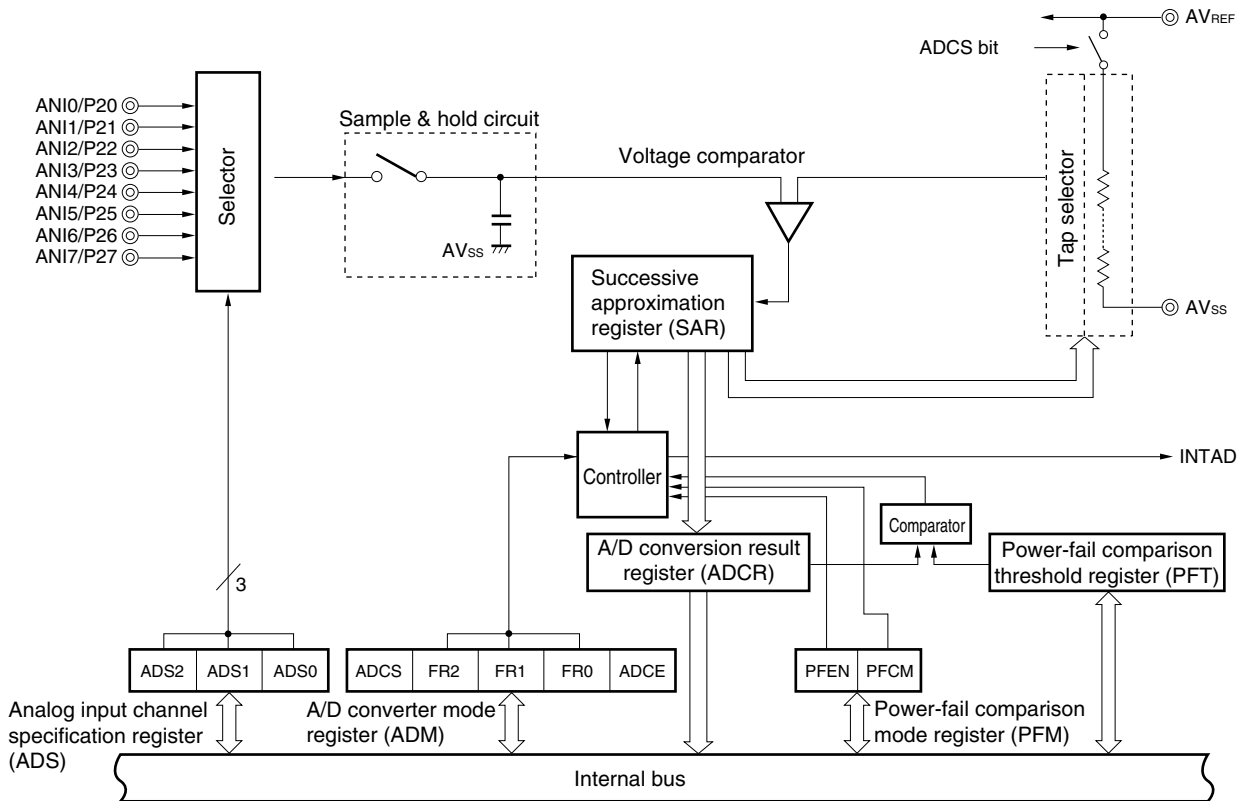 AVREF
ADCS bit
ANI0/P20
ANI1/P21
ANI2/P22
ANI3/P23
ANI4/P24
ANI5/P25
ANI6/P26
ANI7/P27
Selector
Sample & hold circuit
AVSS
Voltage comparator
Tap selector
AVSS
Successive
approximation
register (SAR)
Controller
INTAD
Comparator
A/D conversion result
register (ADCR)
Power-fail comparison
threshold register (PFT)
3
ADS2
ADS1
ADS0
ADCS
FR2
FR1
FR0
ADCE
PFEN
PFCM
Analog input channel
specification register
(ADS)
A/D converter mode
register (ADM)
Power-fail comparison
mode register (PFM)
Internal bus